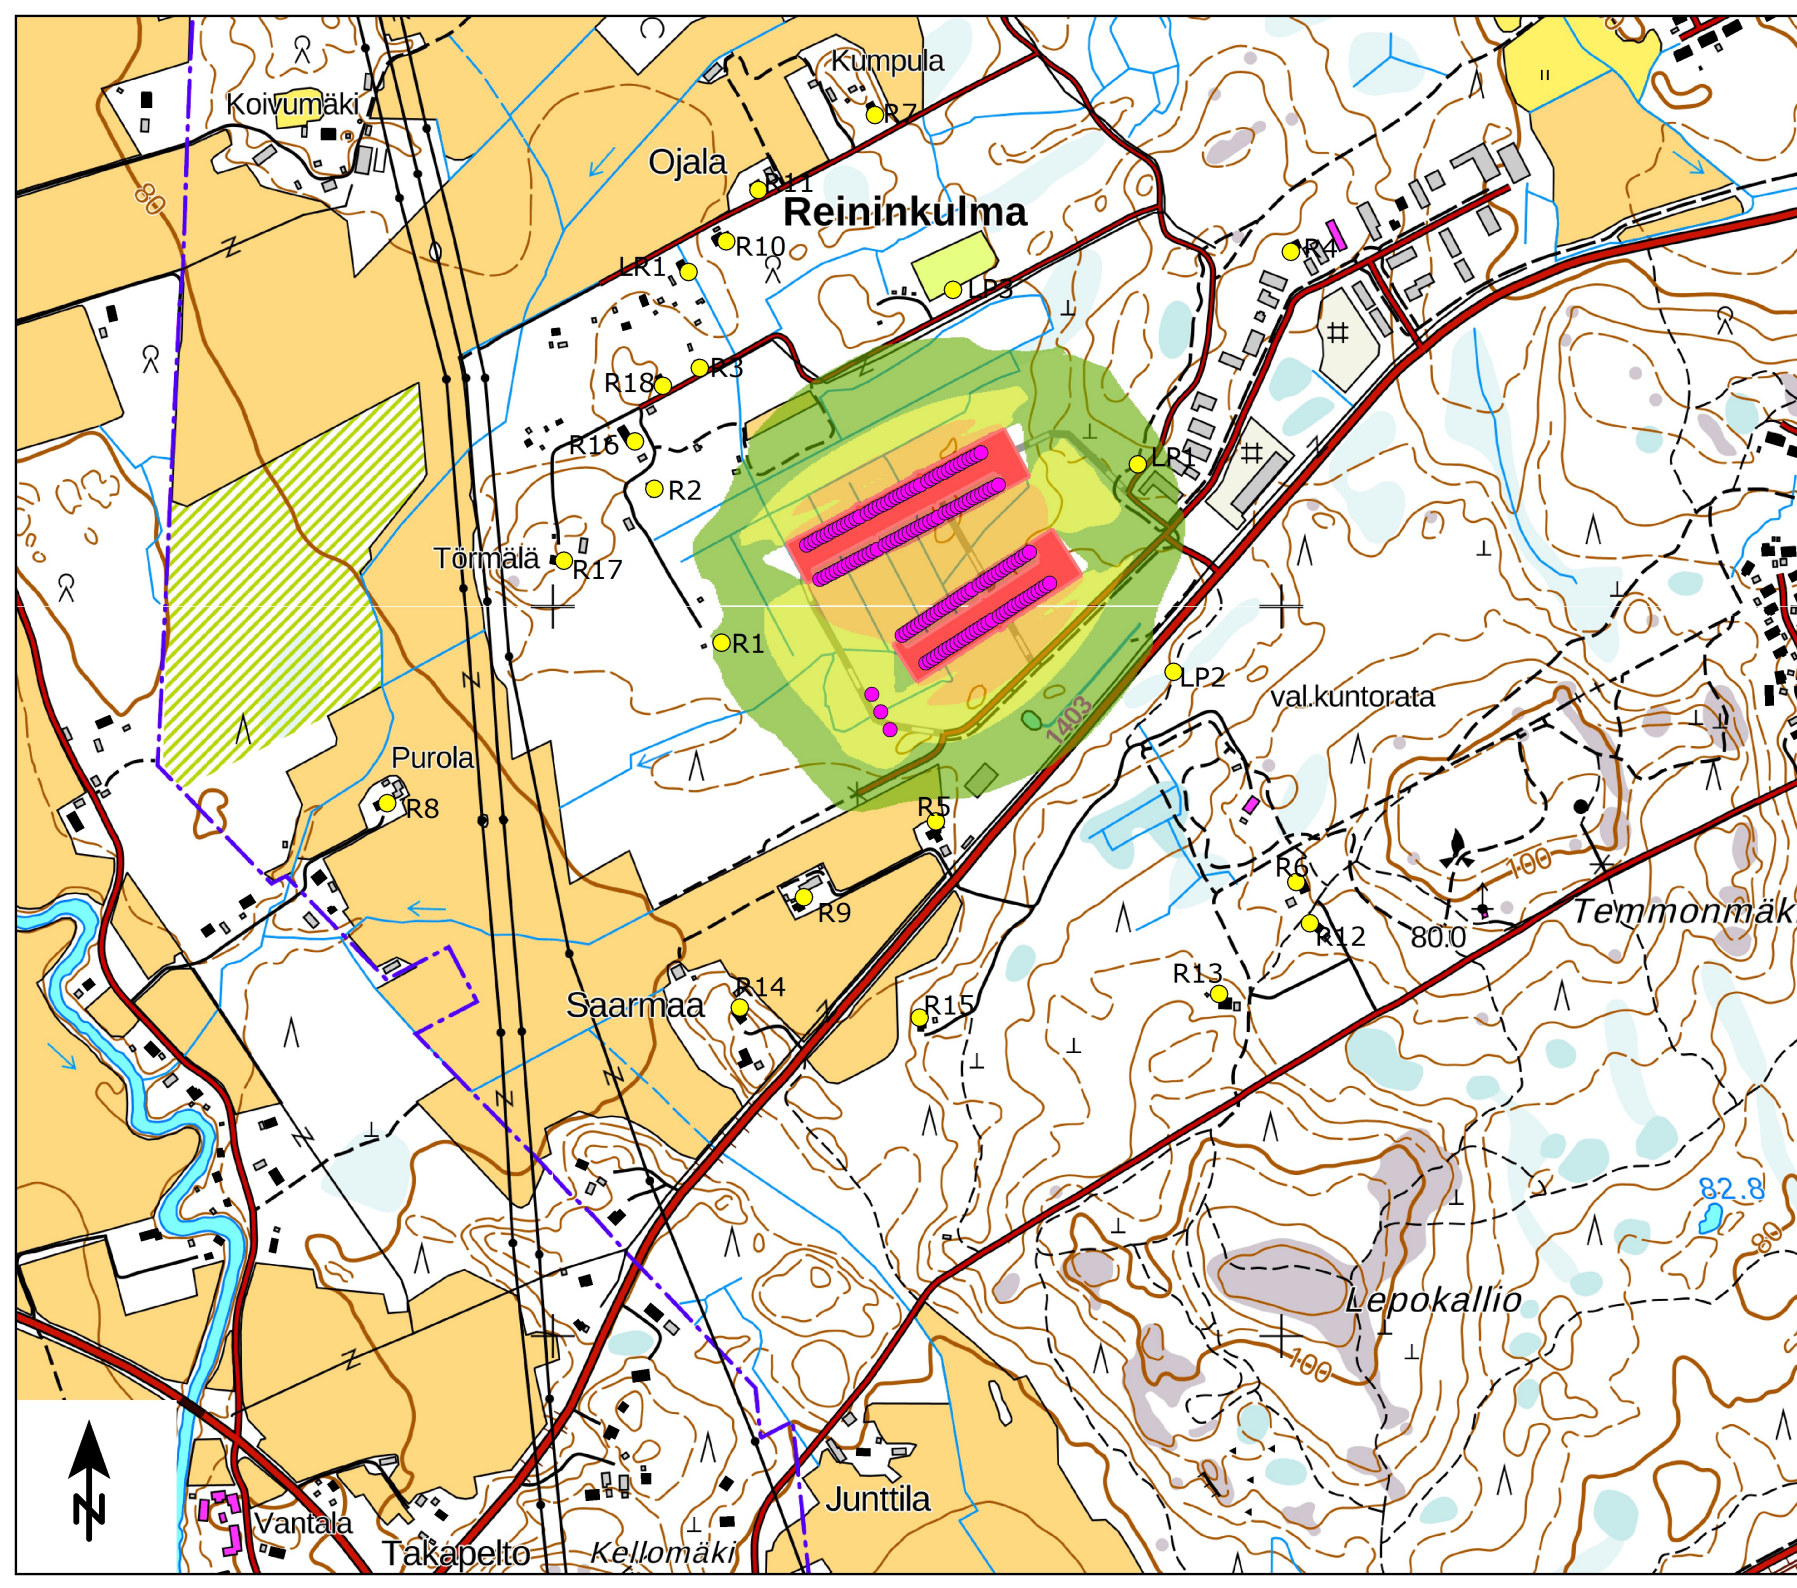 Kumpula
Koivumäki
R7
Ojala
R11
80
Reininkulma
R10
R4
LR1
LP3
R3
R18
R16
LP1
R2
Törmälä
R17
R1
LP2
val.kuntorata
1403
Purola
R8
R5
100
R6
R9
Temmonmäki
R12
80.0
R13
R14
Saarmaa
R15
82.8
80
Lepokallio
100
Junttila
Vantala
Takapelto
Kellomäki
N